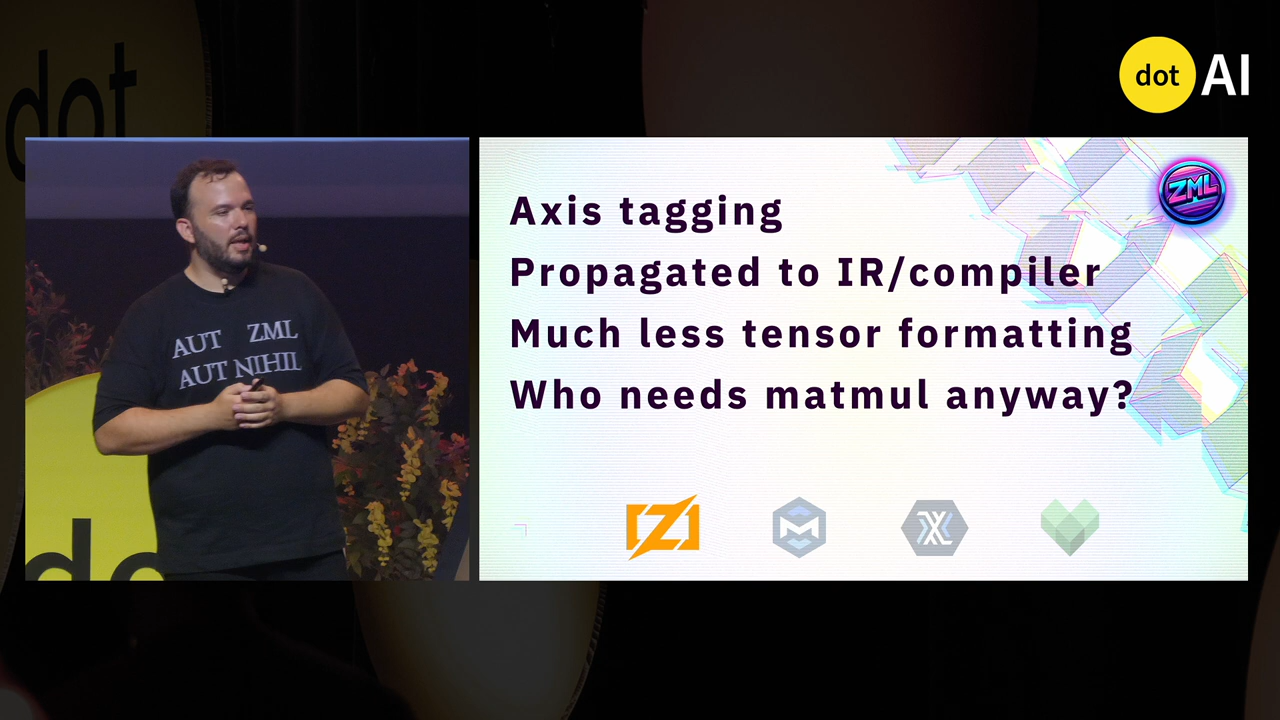 dot
dot AI
AUT ZML
AUT NIHIL
Axis tagging
Propagated to IR/compiler
Much less tensor formatting
Who needs matmul anyway?
ZML